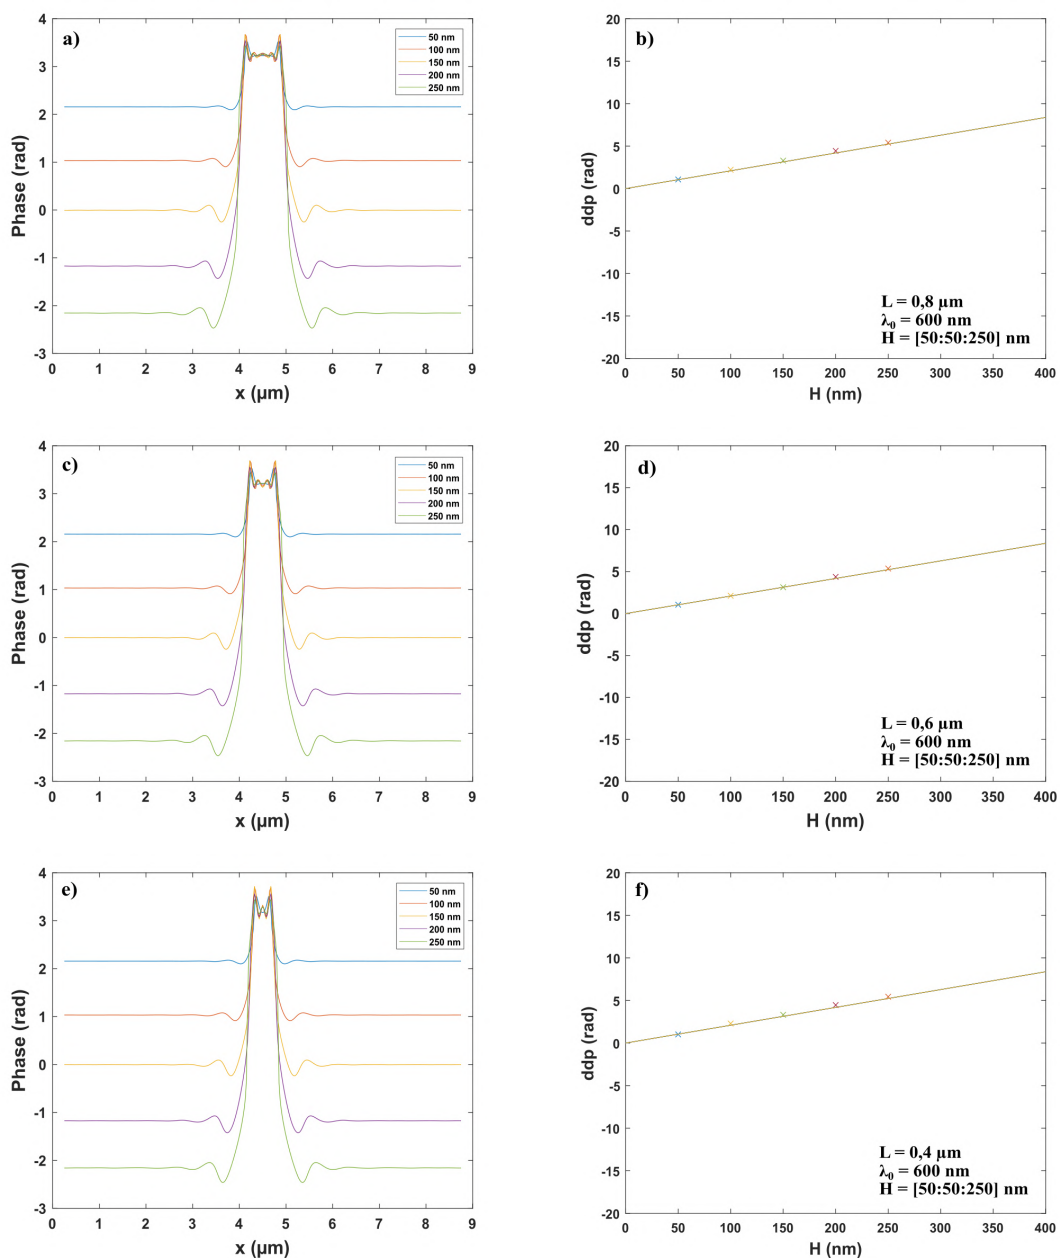 a)
4
3
2
1
0
-1
-2
-3
Phase (rad)
50 nm
100 nm
150 nm
200 nm
250 nm
0 1 2 3 4 5 6 7 8 9
x (µm)
b)
20
15
10
5
0
-5
-10
-15
-20
ddp (rad)
L = 0,8 µm
λ₀ = 600 nm
H = [50:50:250] nm
0 50 100 150 200 250 300 350 400
H (nm)
c)
4
3
2
1
0
-1
-2
-3
Phase (rad)
50 nm
100 nm
150 nm
200 nm
250 nm
0 1 2 3 4 5 6 7 8 9
x (µm)
d)
20
15
10
5
0
-5
-10
-15
-20
ddp (rad)
L = 0,6 µm
λ₀ = 600 nm
H = [50:50:250] nm
0 50 100 150 200 250 300 350 400
H (nm)
e)
4
3
2
1
0
-1
-2
-3
Phase (rad)
50 nm
100 nm
150 nm
200 nm
250 nm
0 1 2 3 4 5 6 7 8 9
x (µm)
f)
20
15
10
5
0
-5
-10
-15
-20
ddp (rad)
L = 0,4 µm
λ₀ = 600 nm
H = [50:50:250] nm
0 50 100 150 200 250 300 350 400
H (nm)